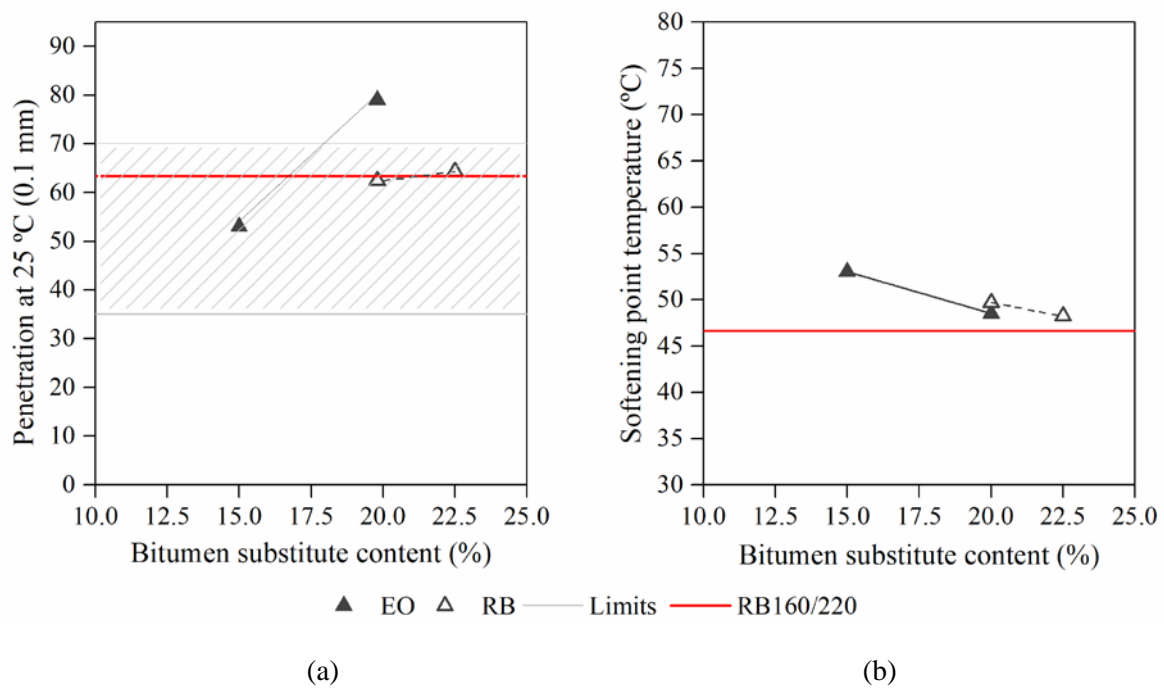 Penetration at 25 ºC (0.1 mm)
90
80
70
60
50
40
30
20
10
0
10.0 12.5 15.0 17.5 20.0 22.5 25.0
Bitumen substitute content (%)
Softening point temperature (ºC)
80
75
70
65
60
55
50
45
40
35
30
10.0 12.5 15.0 17.5 20.0 22.5 25.0
Bitumen substitute content (%)
EO RB Limits RB160/220
(a) (b)